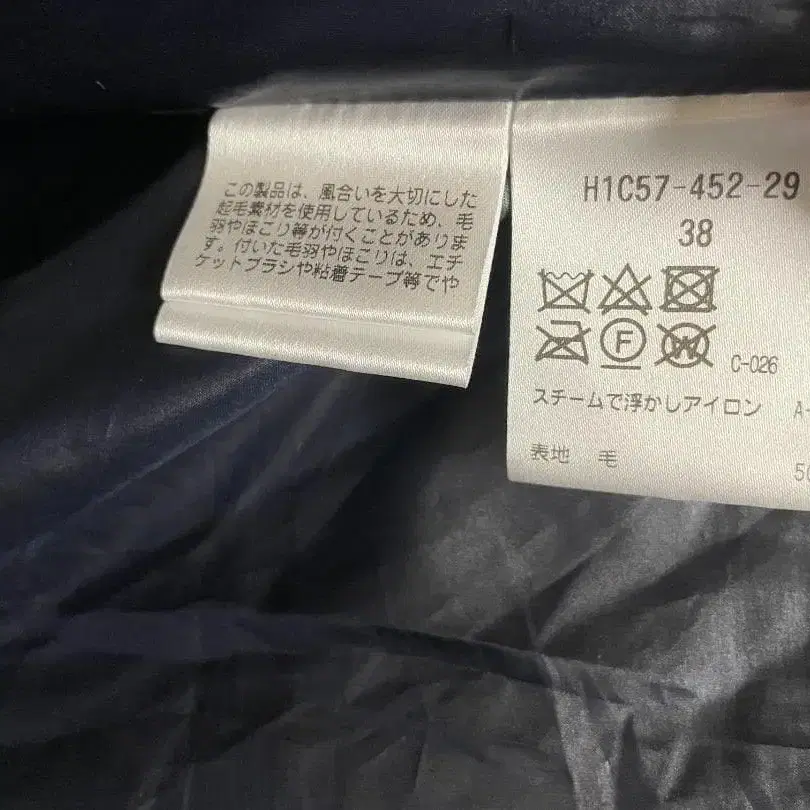 この製品は、風合いを大切にした
起毛素材を使用しているため、毛
羽やほこり等が付くことがありま
す。付いた毛羽やほこりは、エチ
ケットブラシや粘着テープ等でや
H1C57-452-29
38
F
W
C-026
スチームで浮かしアイロン
表地 毛